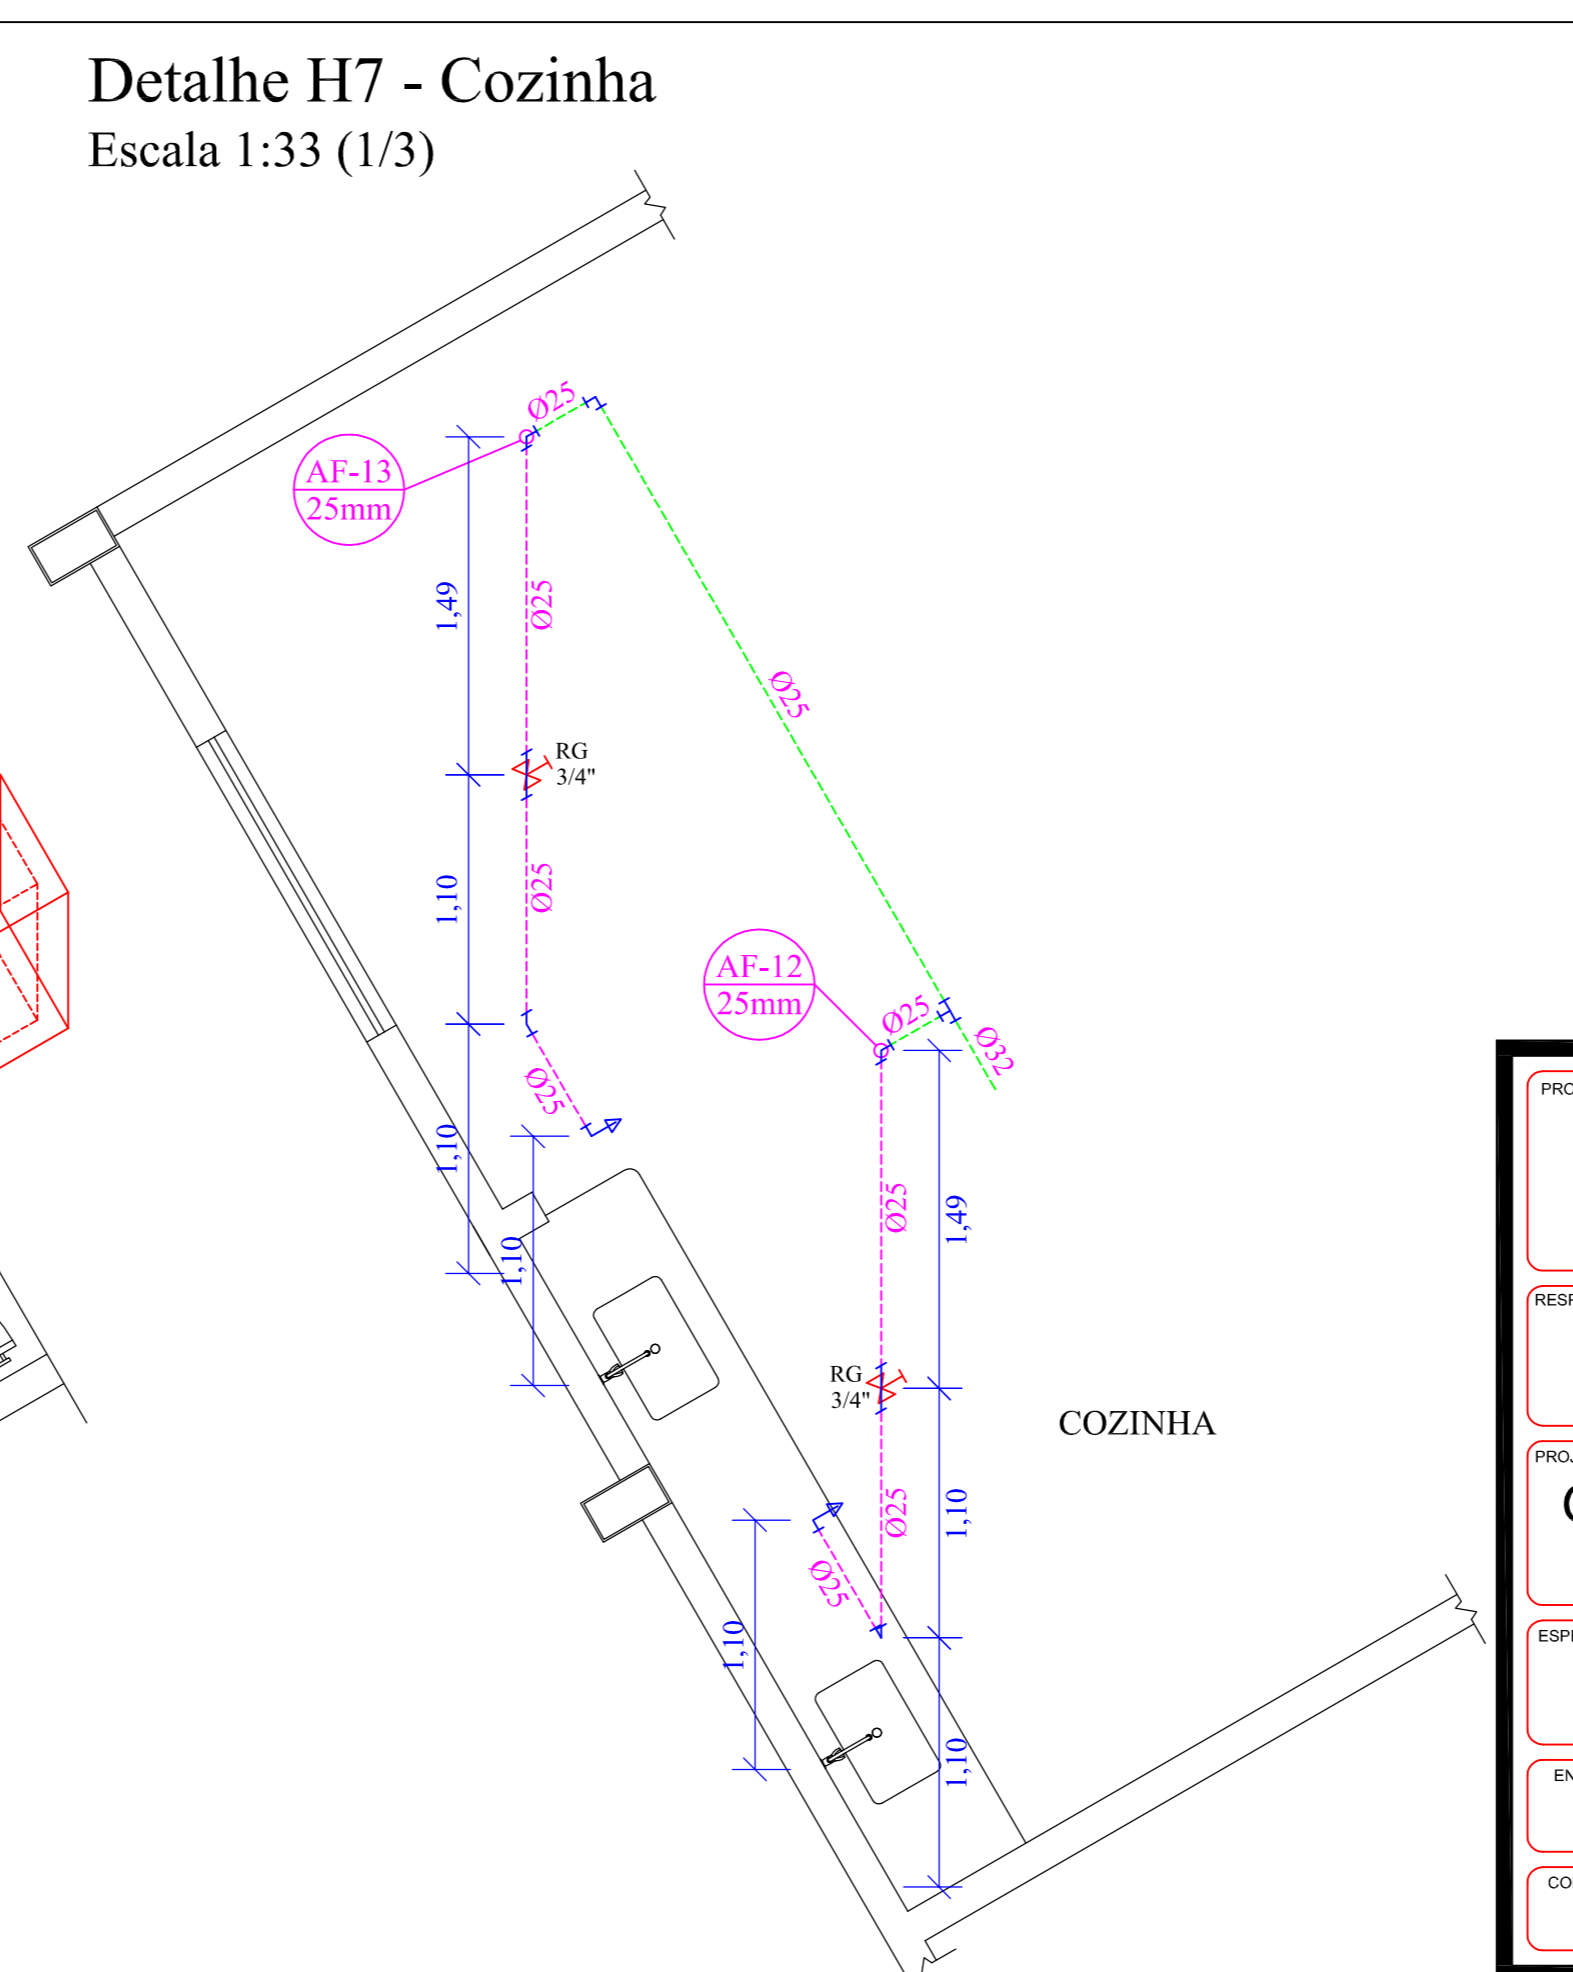 Detalhe H7 - Cozinha
Escala 1:33 (1/3)
Ø25
AF-13
25mm
1,49
Ø25
Ø25
RG
3/4"
1,10
Ø25
AF-12
25mm
Ø25
Ø32
Ø25
1,10
1,10
1,49
Ø25
RG
3/4"
COZINHA
1,10
Ø25
Ø25
1,10
1,10
PRO
RESP
PROJ
ESPE
EN
CO